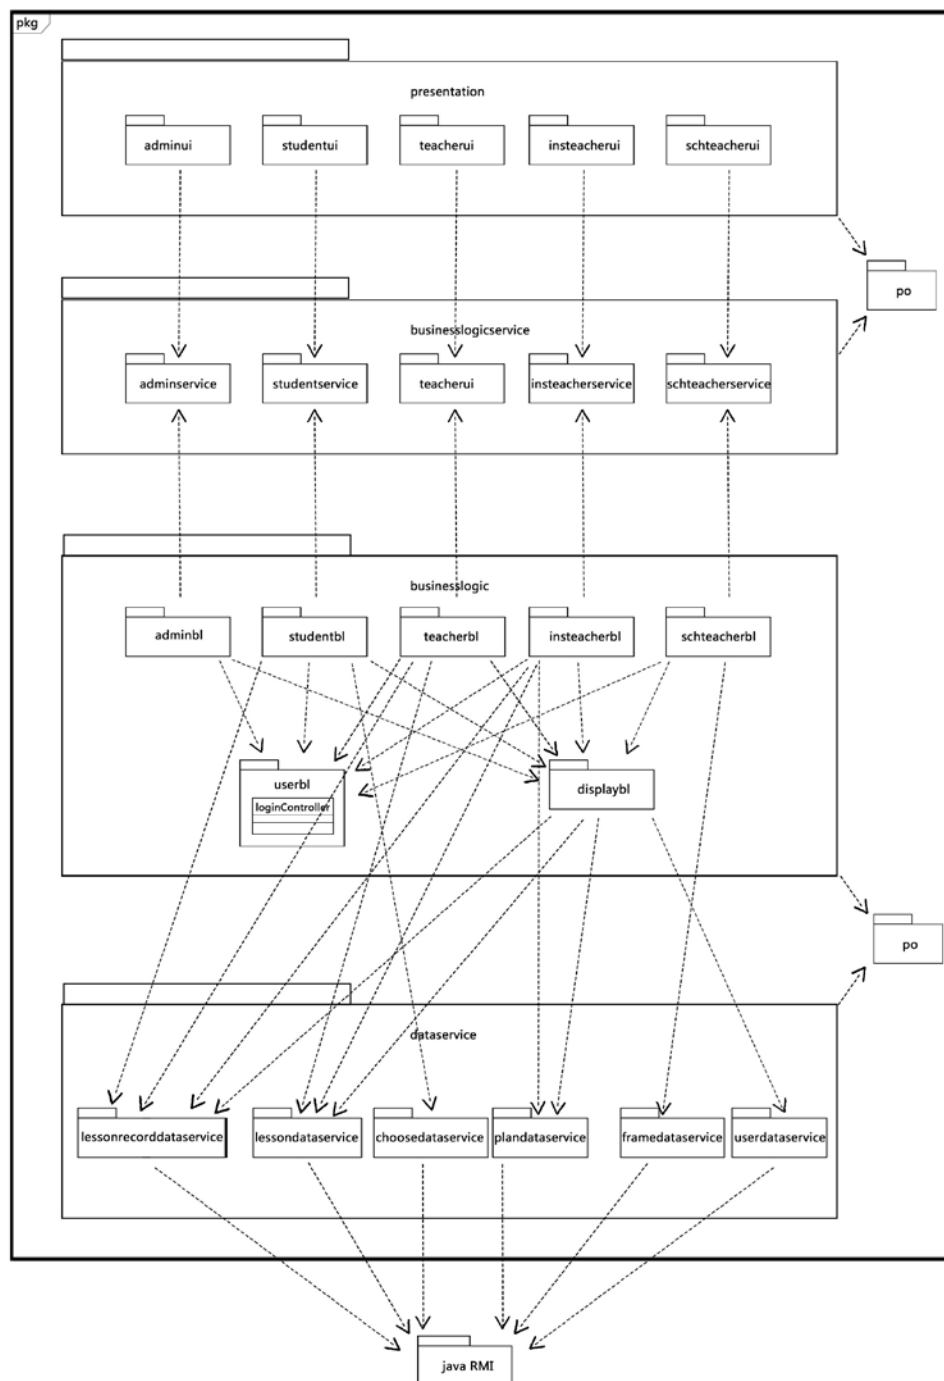 pkg
presentation
adminui
studentui
teacherui
insteacherui
schteacherui
po
businesslogicservice
adminservice
studentservice
teacherui
insteacherservice
schteacherservice
businesslogic
adminbl
studentbl
teacherbl
insteacherbl
schteacherbl
userbl
loginController
displaybl
po
dataservice
lessonrecorddataservice
lessondataservice
choosedataservice
plandataservice
framedataservice
userdataservice
java RMI